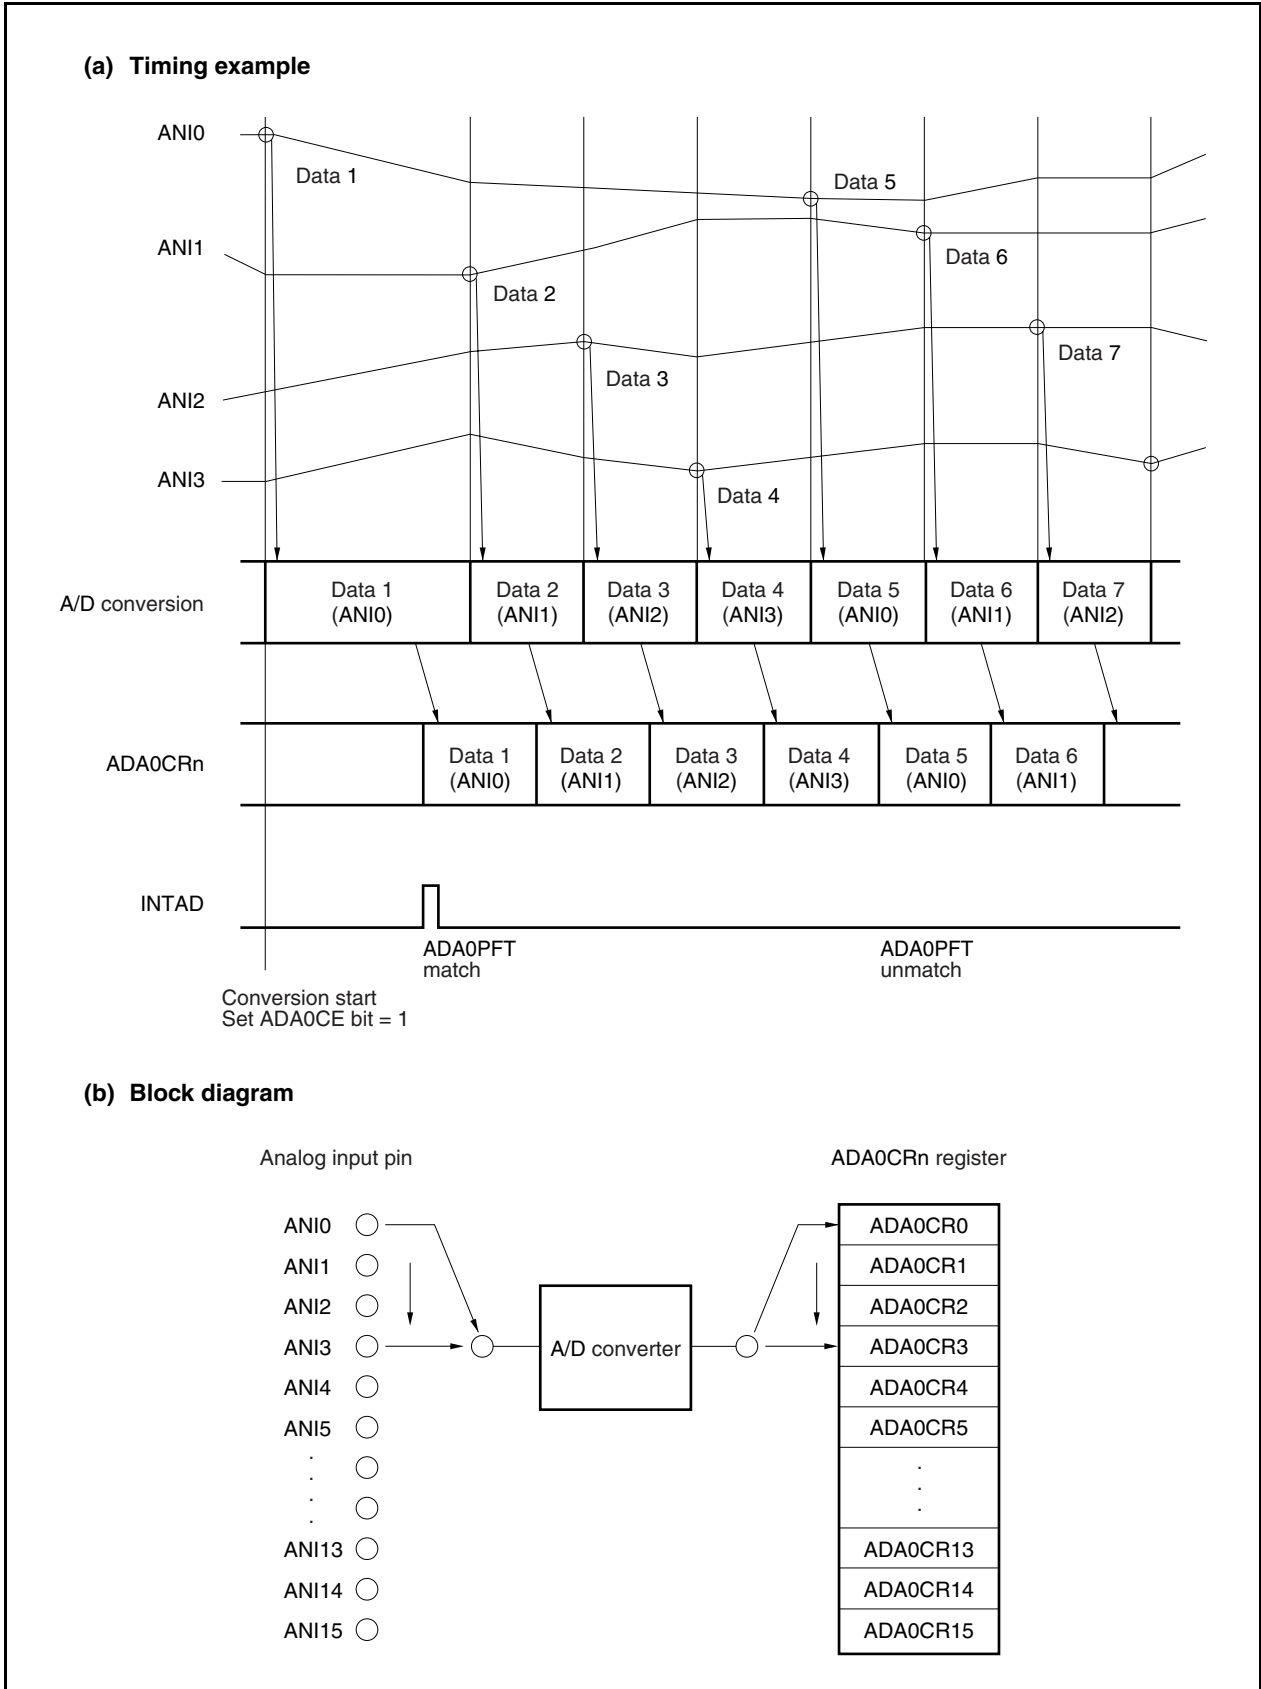 (a) Timing example
ANI0
Data 1
Data 5
ANI1
Data 6
Data 2
Data 7
Data 3
ANI2
ANI3
Data 4
A/D conversion
Data 1 (ANI0)
Data 2 (ANI1)
Data 3 (ANI2)
Data 4 (ANI3)
Data 5 (ANI0)
Data 6 (ANI1)
Data 7 (ANI2)
ADA0CRn
Data 1 (ANI0)
Data 2 (ANI1)
Data 3 (ANI2)
Data 4 (ANI3)
Data 5 (ANI0)
Data 6 (ANI1)
INTAD
ADA0PFT
match
ADA0PFT
unmatch
Conversion start
Set ADA0CE bit = 1
(b) Block diagram
Analog input pin
ADA0CRn register
ANI0
ANI1
ANI2
ANI3
ANI4
ANI5
.
.
.
.
ANI13
ANI14
ANI15
A/D converter
ADA0CR0
ADA0CR1
ADA0CR2
ADA0CR3
ADA0CR4
ADA0CR5
.
.
.
ADA0CR13
ADA0CR14
ADA0CR15